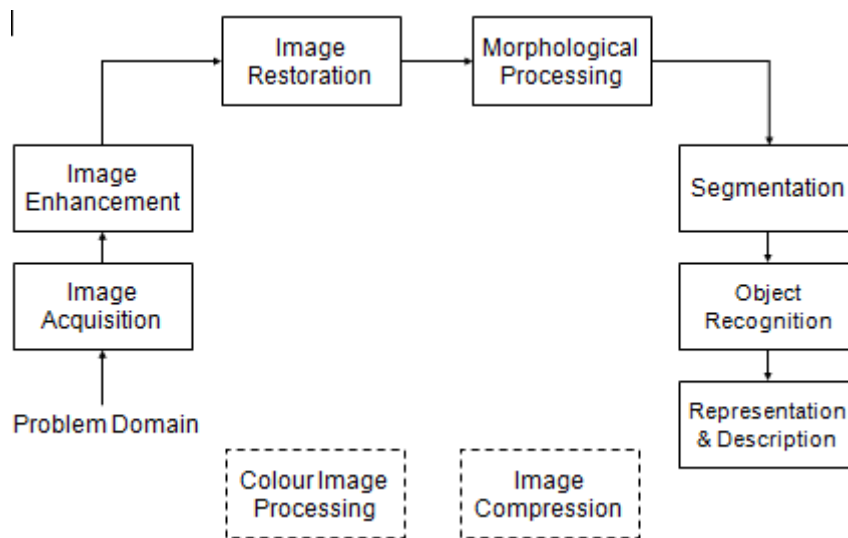 Image
Restoration
Morphological
Processing
Image
Enhancement
Segmentation
Image
Acquisition
Object
Recognition
Problem Domain
Representation
& Description
Colour Image
Processing
Image
Compression